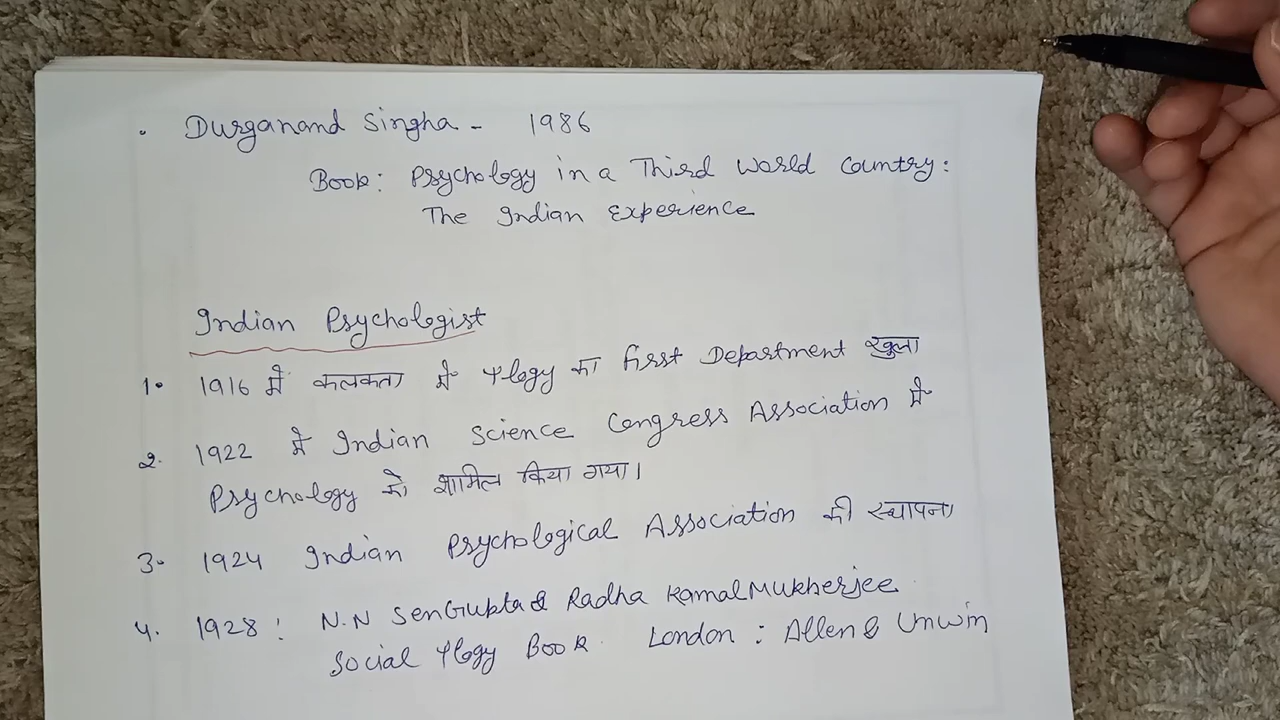 . Durganand Singha - 1986
Book: Psychology in a Third World Country:
The Indian Experience
Indian Psychologist
1. 1916 में कलकता में Ψlogy का first Department खुला
2. 1922 में Indian Science Congress Association में
Psychology को शामिल किया गया।
3. 1924 Indian Psychological Association की स्थापना
4. 1928: N.N SenGupta & Radha Kamal Mukherjee
Social Ψlogy Book London: Allen & Unwin